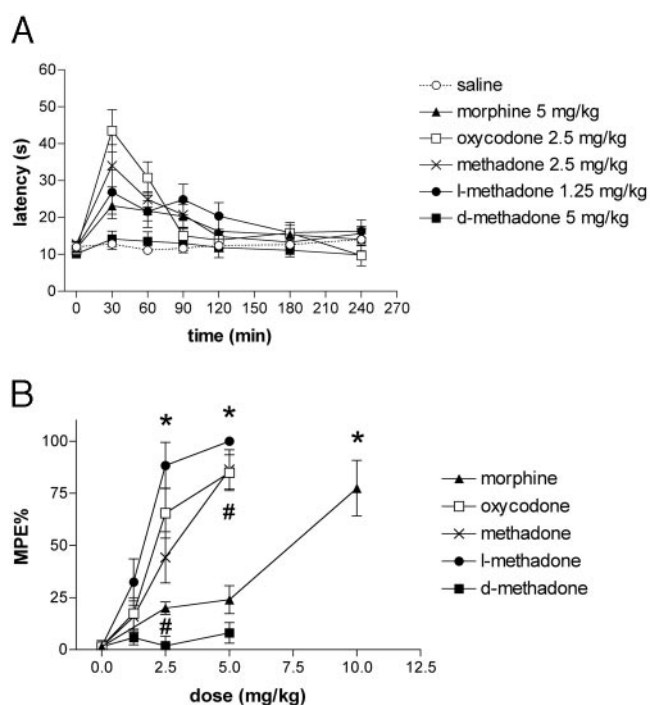 A
60
50
40
30
20
10
0
latency (s)
0 30 60 90 120 150 180 210 240 270
time (min)
saline
morphine 5 mg/kg
oxycodone 2.5 mg/kg
methadone 2.5 mg/kg
l-methadone 1.25 mg/kg
d-methadone 5 mg/kg
B
* * *
100
75
50
25
0
MPE%
#
#
0.0 2.5 5.0 7.5 10.0 12.5
dose (mg/kg)
morphine
oxycodone
methadone
l-methadone
d-methadone